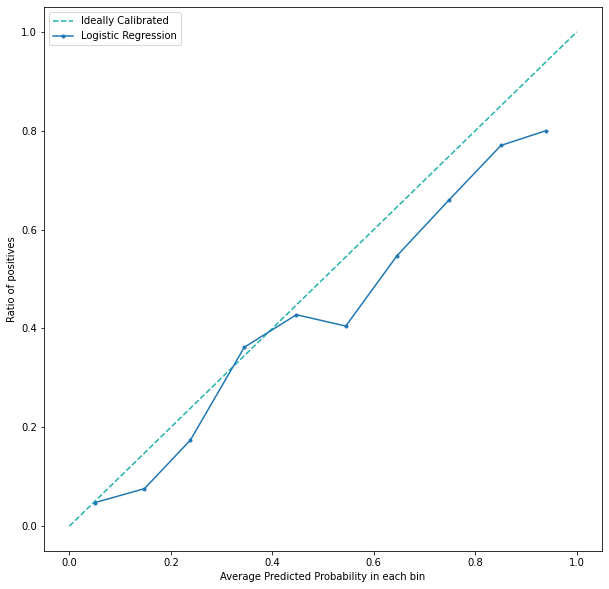 Ideally Calibrated
Logistic Regression
1.0
0.8
0.6
0.4
0.2
0.0
Ratio of positives
0.0 0.2 0.4 0.6 0.8 1.0
Average Predicted Probability in each bin